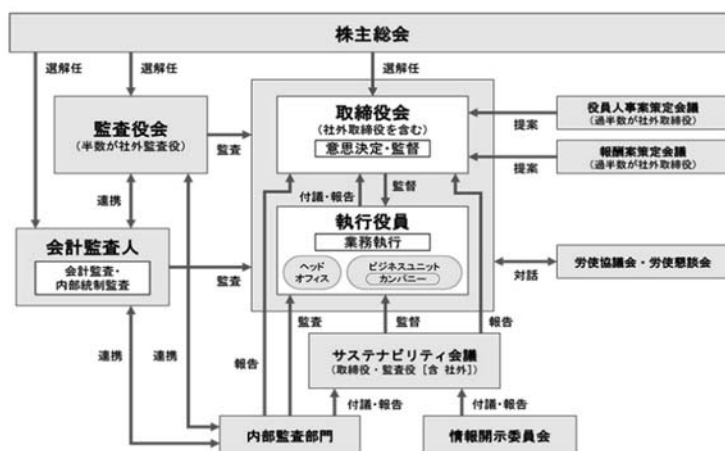 株主総会
選解任
選解任
選解任
監査役会
(半数が社外監査役)
監査
取締役会
(社外取締役を含む)
意思決定・監督
提案
役員人事案策定会議
(過半数が社外取締役)
提案
報酬案策定会議
(過半数が社外取締役)
連携
付議・報告
監督
執行役員
業務執行
ヘッド
オフィス
ビジネスユニット
カンパニー
会計監査人
会計監査・
内部統制監査
監査
対話
労使協議会・労使懇談会
連携
連携
報告
監査
監督
報告
サステナビリティ会議
(取締役・監査役 [含 社外])
付議・報告
付議・報告
内部監査部門
情報開示委員会